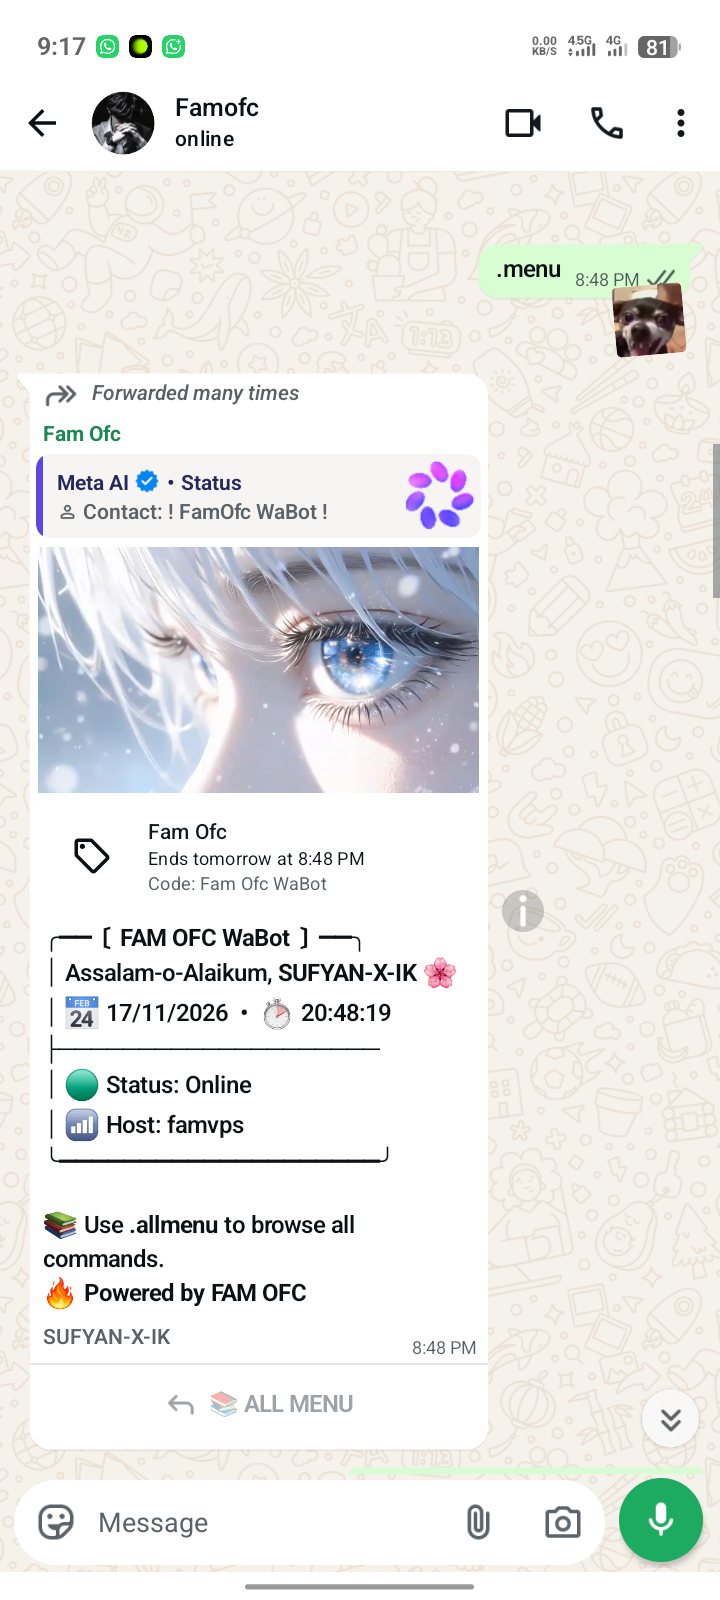 9:17
0.00 KB/S 4.5G 4G 81
Famofc
online
.menu 8:48 PM
Forwarded many times
Fam Ofc
Meta AI • Status
Contact: ! FamOfc WaBot !
Fam Ofc
Ends tomorrow at 8:48 PM
Code: Fam Ofc WaBot
╭──〔 FAM OFC WaBot 〕──╮
│ Assalam-o-Alaikum, SUFYAN-X-IK 🌸
│ 📆 17/11/2026 • ⏱ 20:48:19
├──────────────────
│ 🟢 Status: Online
│ 📶 Host: famvps
╰──────────────────╯
📚 Use .allmenu to browse all
commands.
🔥 Powered by FAM OFC
SUFYAN-X-IK
8:48 PM
📚 ALL MENU
Message